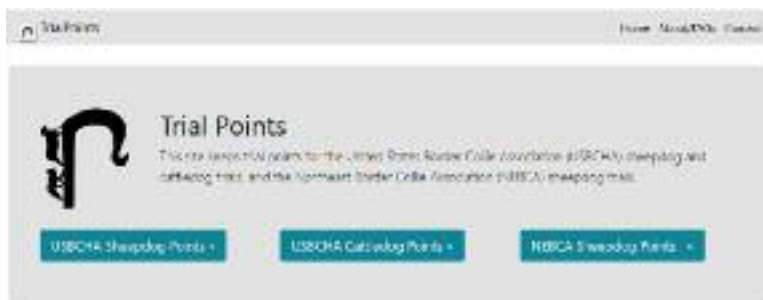 Trial Points
Home About/FAQs Contact
Trial Points
This site keeps trial points for the United States Border Collie Association (USBCHA) sheepdog and
cattledog trials, and the Northeast Border Collie Association (NEBCA) sheepdog trials.
USBCHA Sheepdog Points »
USBCHA Cattledog Points »
NEBCA Sheepdog Points »